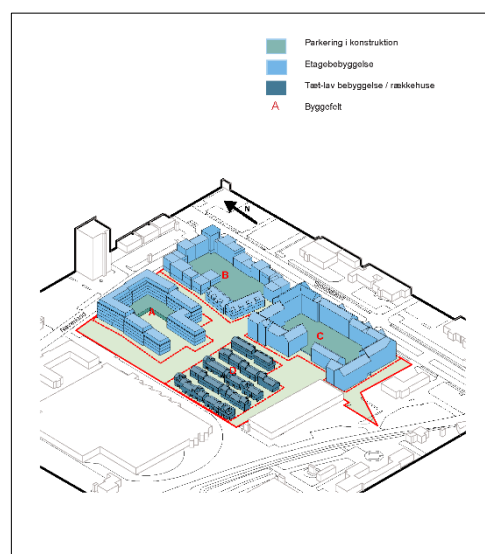 Parkering i konstruktion
Etagebebyggelse
Tæt-lav bebyggelse / rækkehuse
A Byggefelt
N
B
A
C
D